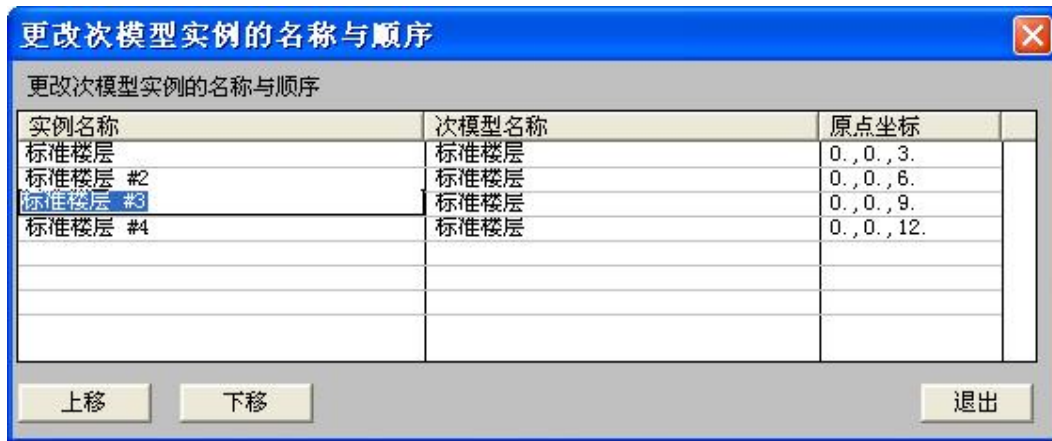 更改次模型实例的名称与顺序
更改次模型实例的名称与顺序
实例名称 次模型名称 原点坐标
标准楼层 标准楼层 0.,0.,3.
标准楼层 #2 标准楼层 0.,0.,6.
标准楼层 #3 标准楼层 0.,0.,9.
标准楼层 #4 标准楼层 0.,0.,12.
上移 下移 退出